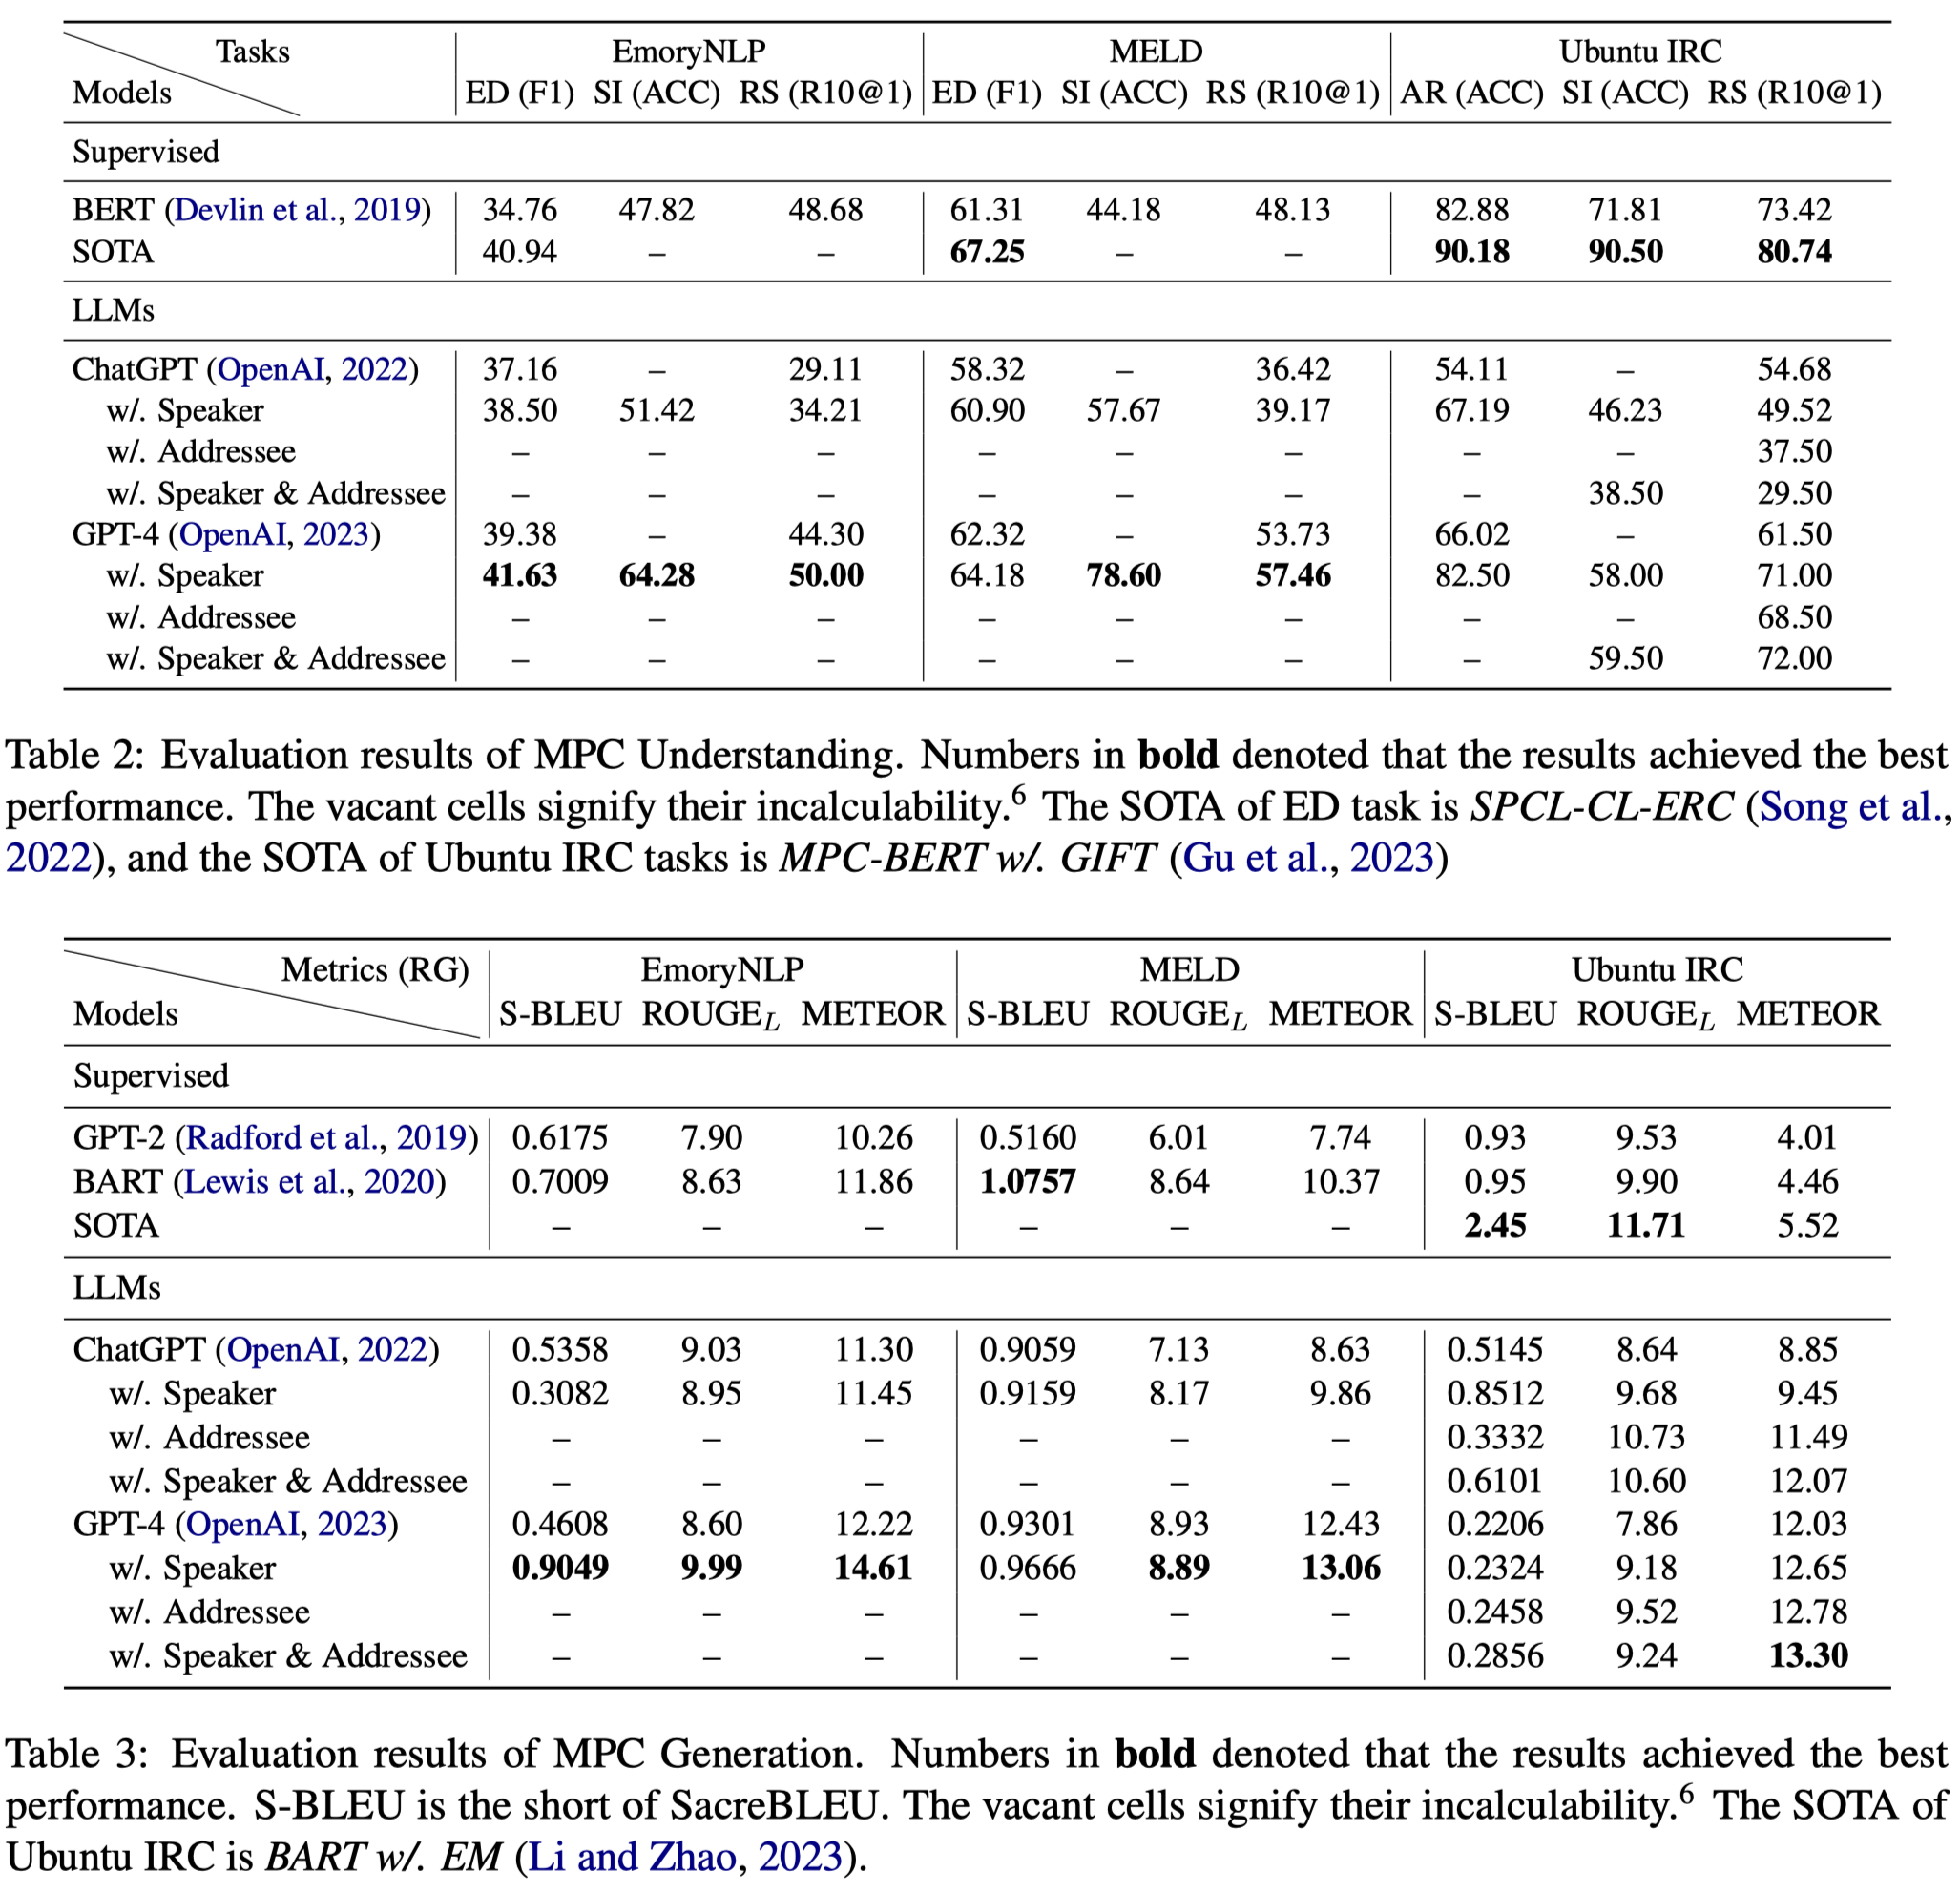 Tasks EmoryNLP MELD Ubuntu IRC
Models ED (F1) SI (ACC) RS (R10@1) ED (F1) SI (ACC) RS (R10@1) AR (ACC) SI (ACC) RS (R10@1)
Supervised
BERT (Devlin et al., 2019) 34.76 47.82 48.68 61.31 44.18 48.13 82.88 71.81 73.42
SOTA 40.94 – – 67.25 – – 90.18 90.50 80.74
LLMs
ChatGPT (OpenAI, 2022) 37.16 – 29.11 58.32 – 36.42 54.11 – 54.68
w/. Speaker 38.50 51.42 34.21 60.90 57.67 39.17 67.19 46.23 49.52
w/. Addressee – – – – – – – – 37.50
w/. Speaker & Addressee – – – – – – – 38.50 29.50
GPT-4 (OpenAI, 2023) 39.38 – 44.30 62.32 – 53.73 66.02 – 61.50
w/. Speaker 41.63 64.28 50.00 64.18 78.60 57.46 82.50 58.00 71.00
w/. Addressee – – – – – – – – 68.50
w/. Speaker & Addressee – – – – – – – 59.50 72.00
Table 2: Evaluation results of MPC Understanding. Numbers in bold denoted that the results achieved the best
performance. The vacant cells signify their incalculability.6 The SOTA of ED task is SPCL-CL-ERC (Song et al.,
2022), and the SOTA of Ubuntu IRC tasks is MPC-BERT w/. GIFT (Gu et al., 2023)
Metrics (RG) EmoryNLP MELD Ubuntu IRC
Models S-BLEU ROUGEL METEOR S-BLEU ROUGEL METEOR S-BLEU ROUGEL METEOR
Supervised
GPT-2 (Radford et al., 2019) 0.6175 7.90 10.26 0.5160 6.01 7.74 0.93 9.53 4.01
BART (Lewis et al., 2020) 0.7009 8.63 11.86 1.0757 8.64 10.37 0.95 9.90 4.46
SOTA – – – – – – 2.45 11.71 5.52
LLMs
ChatGPT (OpenAI, 2022) 0.5358 9.03 11.30 0.9059 7.13 8.63 0.5145 8.64 8.85
w/. Speaker 0.3082 8.95 11.45 0.9159 8.17 9.86 0.8512 9.68 9.45
w/. Addressee – – – – – – 0.3332 10.73 11.49
w/. Speaker & Addressee – – – – – – 0.6101 10.60 12.07
GPT-4 (OpenAI, 2023) 0.4608 8.60 12.22 0.9301 8.93 12.43 0.2206 7.86 12.03
w/. Speaker 0.9049 9.99 14.61 0.9666 8.89 13.06 0.2324 9.18 12.65
w/. Addressee – – – – – – 0.2458 9.52 12.78
w/. Speaker & Addressee – – – – – – 0.2856 9.24 13.30
Table 3: Evaluation results of MPC Generation. Numbers in bold denoted that the results achieved the best
performance. S-BLEU is the short of SacreBLEU. The vacant cells signify their incalculability.6 The SOTA of
Ubuntu IRC is BART w/. EM (Li and Zhao, 2023).